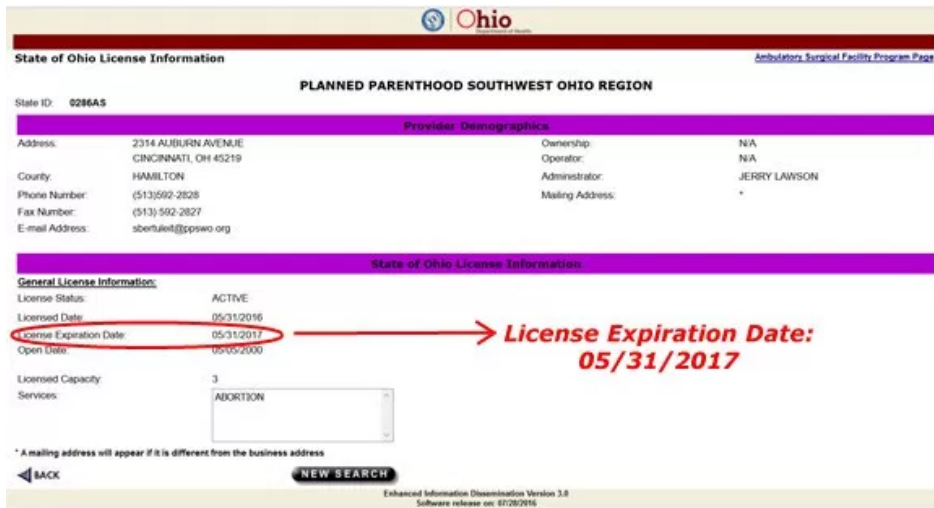 Ohio
Department of Health
State of Ohio License Information
Ambulatory Surgical Facility Program Page
PLANNED PARENTHOOD SOUTHWEST OHIO REGION
State ID: 0286AS
Provider Demographics
Address: 2314 AUBURN AVENUE Ownership: N/A
CINCINNATI, OH 45219 Operator: N/A
County: HAMILTON Administrator: JERRY LAWSON
Phone Number: (513)592-2828 Mailing Address: *
Fax Number: (513) 592-2827
E-mail Address: sbertuleit@ppswo.org
State of Ohio License Information
General License Information:
License Status: ACTIVE
Licensed Date: 05/31/2016
License Expiration Date: 05/31/2017
License Expiration Date:
05/31/2017
Open Date: 05/05/2000
Licensed Capacity: 3
Services: ABORTION
* A mailing address will appear if it is different from the business address
BACK NEW SEARCH
Enhanced Information Dissemination Version 3.0
Software release on: 07/28/2016